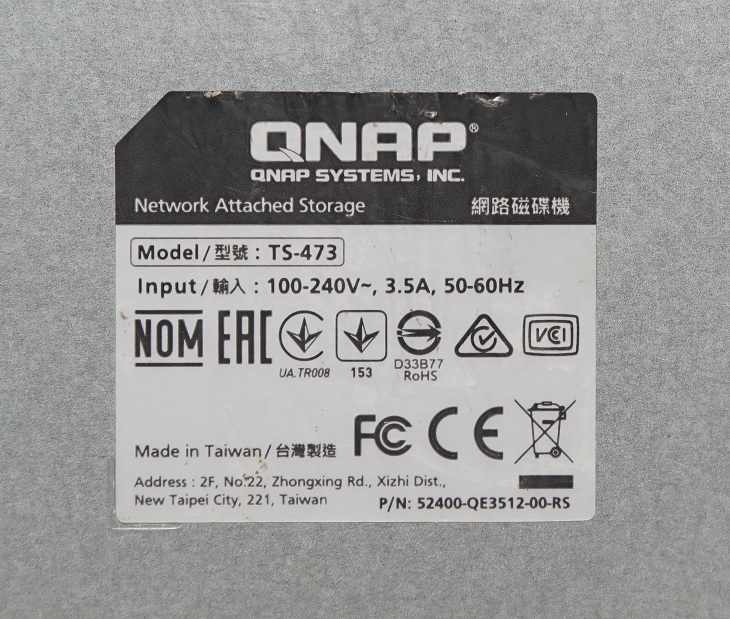 QNAP®
QNAP SYSTEMS, INC.
Network Attached Storage 網路磁碟機
Model/型號：TS-473
Input/輸入：100-240V~, 3.5A, 50-60Hz
NOM EAC VCCI
UA.TR008 153 D33B77
RoHS
FC CE
Made in Taiwan/台灣製造
Address : 2F, No.22, Zhongxing Rd., Xizhi Dist.,
New Taipei City, 221, Taiwan P/N: 52400-QE3512-00-RS